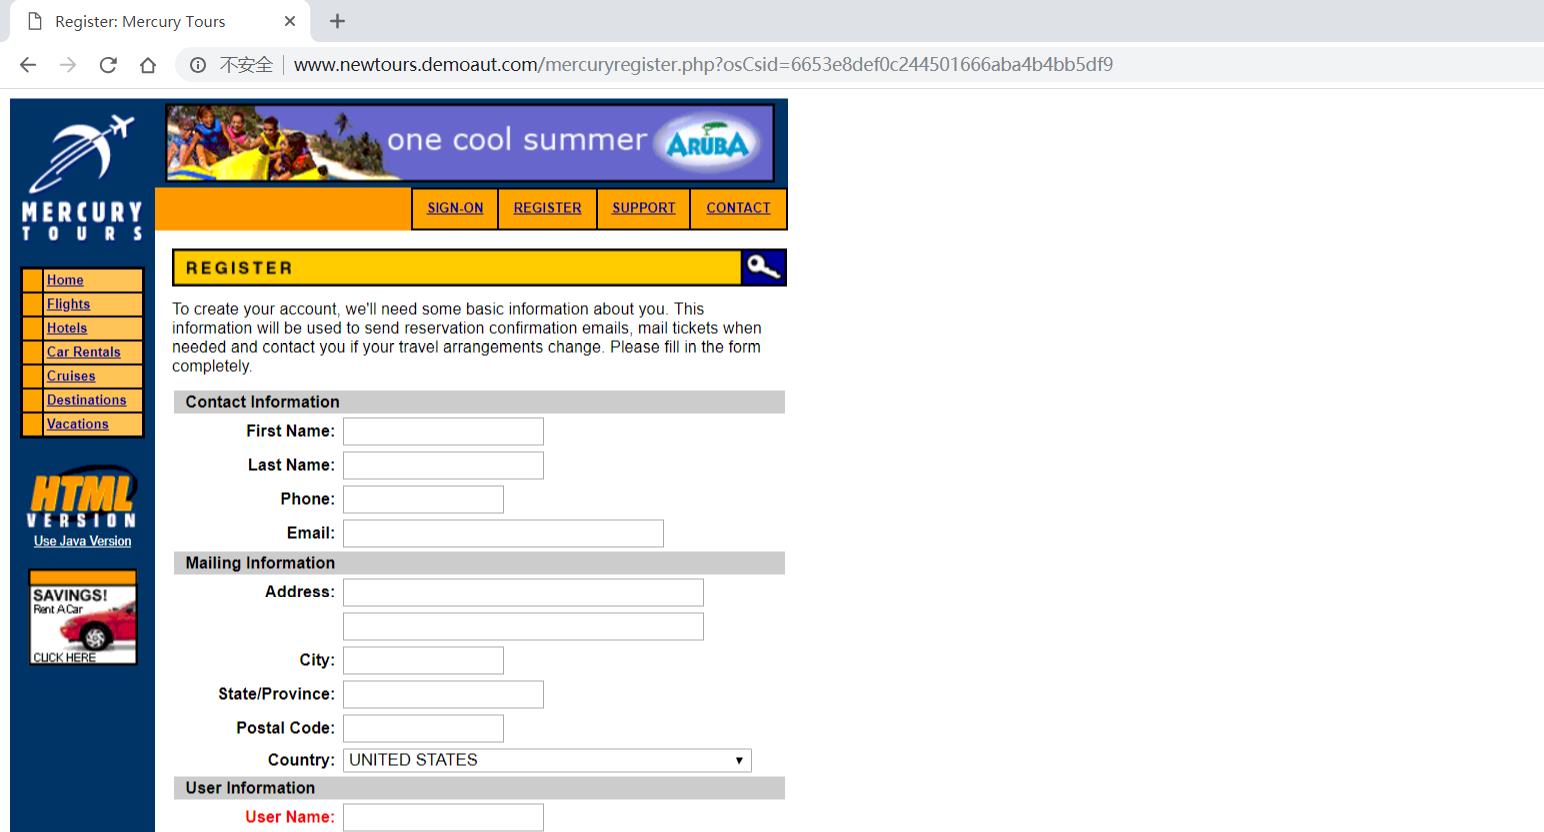 Register: Mercury Tours
不安全
www.newtours.demoaut.com/mercuryregister.php?osCsid=6653e8def0c244501666aba4b4bb5df9
one cool summer ARUBA
MERCURY
TOURS
SIGN-ON
REGISTER
SUPPORT
CONTACT
Home
Flights
Hotels
Car Rentals
Cruises
Destinations
Vacations
HTML
VERSION
Use Java Version
SAVINGS!
Rent A Car
CLICK HERE
REGISTER
To create your account, we'll need some basic information about you. This
information will be used to send reservation confirmation emails, mail tickets when
needed and contact you if your travel arrangements change. Please fill in the form
completely.
Contact Information
First Name:
Last Name:
Phone:
Email:
Mailing Information
Address:
City:
State/Province:
Postal Code:
Country: UNITED STATES
User Information
User Name: